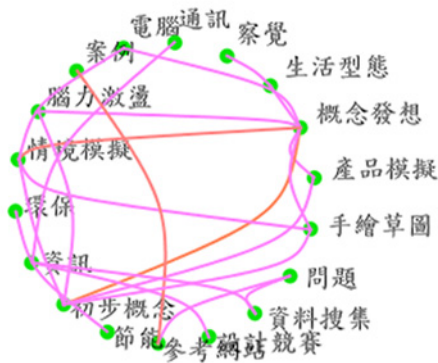 電腦
通訊
案例
察覺
生活型態
腦力激盪
概念發想
情境模擬
產品模擬
環保
手繪草圖
資訊
問題
初步概念
資料搜集
節能
參考網站
設計競賽